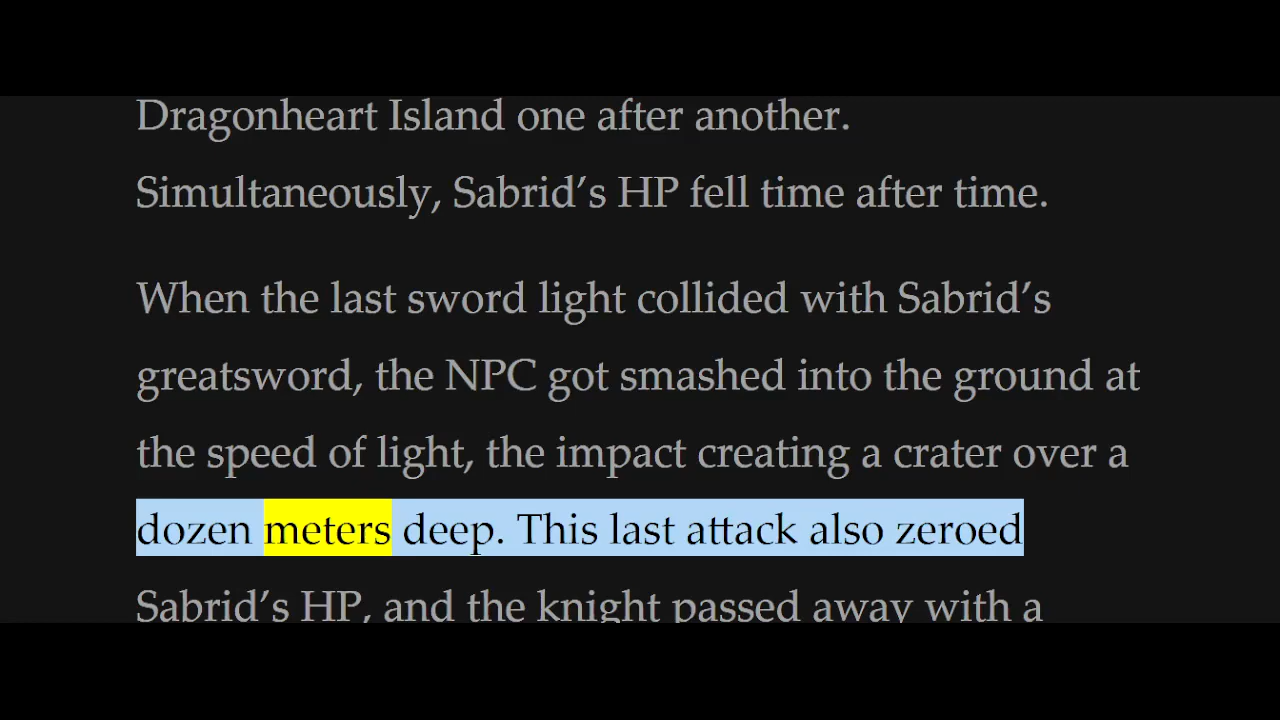 Dragonheart Island one after another.
Simultaneously, Sabrid’s HP fell time after time.
When the last sword light collided with Sabrid’s
greatsword, the NPC got smashed into the ground at
the speed of light, the impact creating a crater over a
dozen meters deep. This last attack also zeroed
Sabrid’s HP, and the knight passed away with a